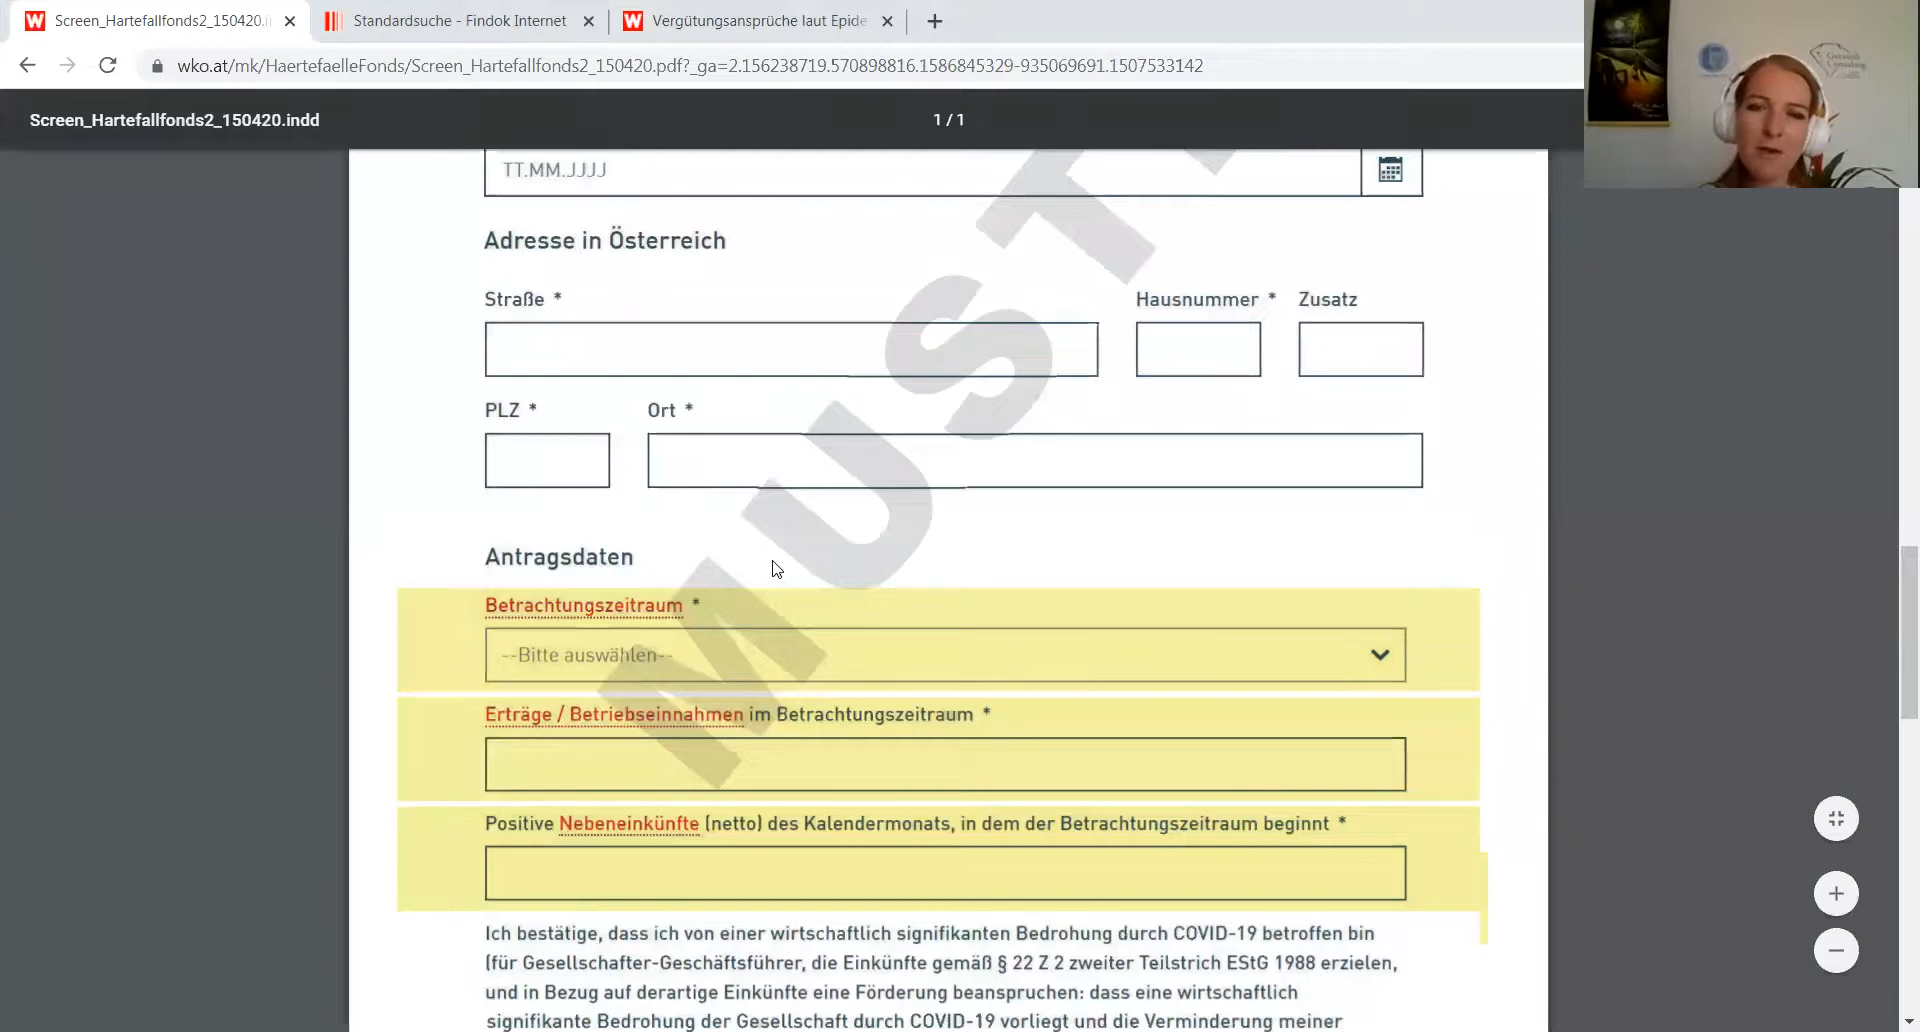 Screen_Hartefallfonds2_150420.i
Standardsuche - Findok Internet
Vergütungsansprüche laut Epide
wko.at/mk/HaertefaelleFonds/Screen_Hartefallfonds2_150420.pdf?_ga=2.156238719.570898816.1586845329-935069691.1507533142
Screen_Hartefallfonds2_150420.indd
1 / 1
TT.MM.JJJJ
Adresse in Österreich
Straße *
Hausnummer *
Zusatz
PLZ *
Ort *
MUST
Antragsdaten
Betrachtungszeitraum *
--Bitte auswählen--
Erträge / Betriebseinnahmen im Betrachtungszeitraum *
Positive Nebeneinkünfte (netto) des Kalendermonats, in dem der Betrachtungszeitraum beginnt *
Ich bestätige, dass ich von einer wirtschaftlich signifikanten Bedrohung durch COVID-19 betroffen bin
(für Gesellschafter-Geschäftsführer, die Einkünfte gemäß § 22 Z 2 zweiter Teilstrich EStG 1988 erzielen,
und in Bezug auf derartige Einkünfte eine Förderung beanspruchen: dass eine wirtschaftlich
signifikante Bedrohung der Gesellschaft durch COVID-19 vorliegt und die Verminderung meiner